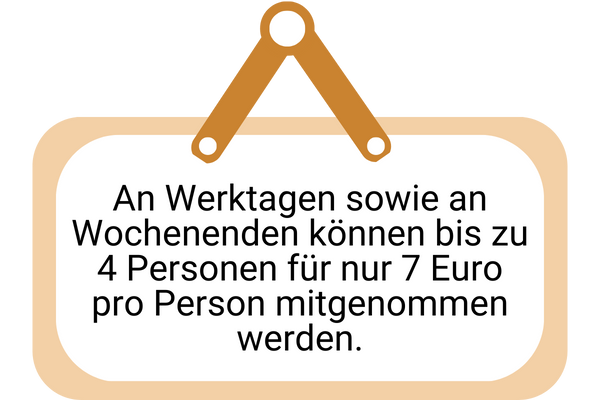 An Werktagen sowie an
Wochenenden können bis zu
4 Personen für nur 7 Euro
pro Person mitgenommen
werden.